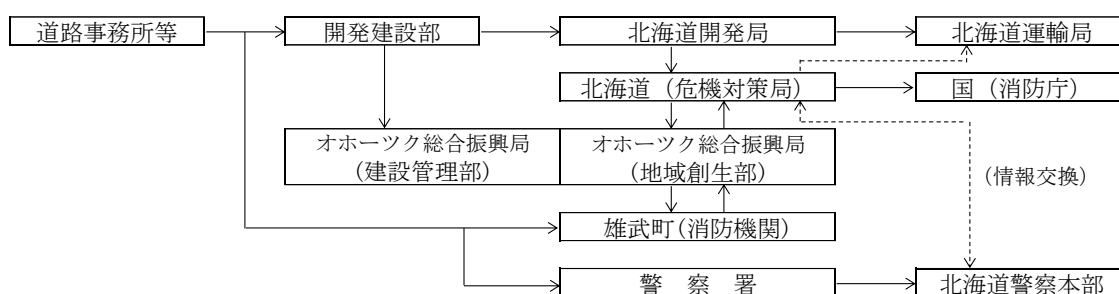 道路事務所等
開発建設部
北海道開発局
北海道運輸局
北海道（危機対策局）
国（消防庁）
オホーツク総合振興局
（建設管理部）
オホーツク総合振興局
（地域創生部）
（情報交換）
雄武町（消防機関）
警　察　署
北海道警察本部